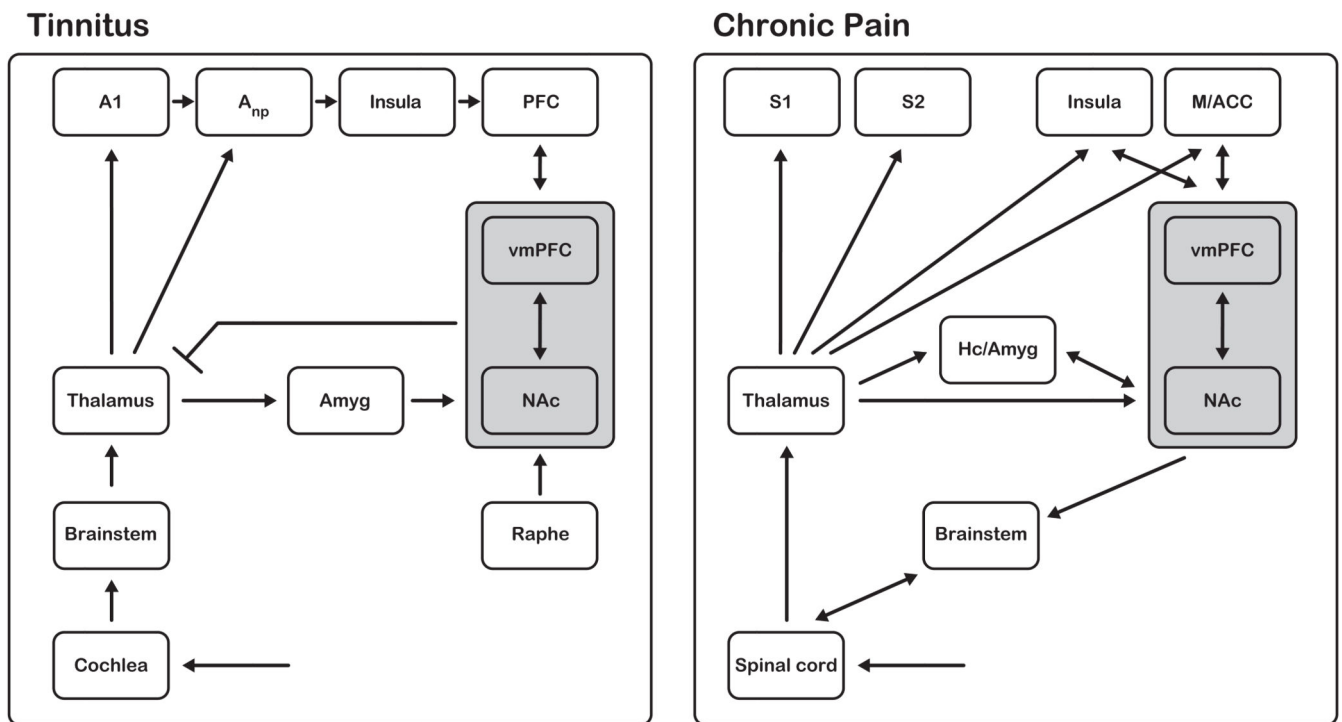 Tinnitus
A1
Anp
Insula
PFC
vmPFC
Thalamus
Amyg
NAc
Brainstem
Raphe
Cochlea
Chronic Pain
S1
S2
Insula
M/ACC
vmPFC
Hc/Amyg
Thalamus
NAc
Brainstem
Spinal cord